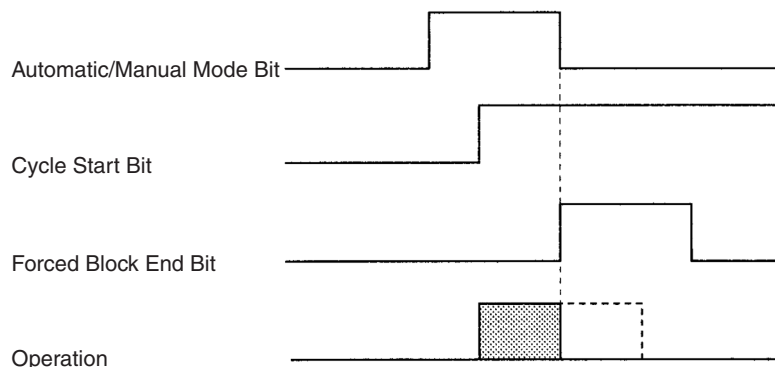 Automatic/Manual Mode Bit
Cycle Start Bit
Forced Block End Bit
Operation